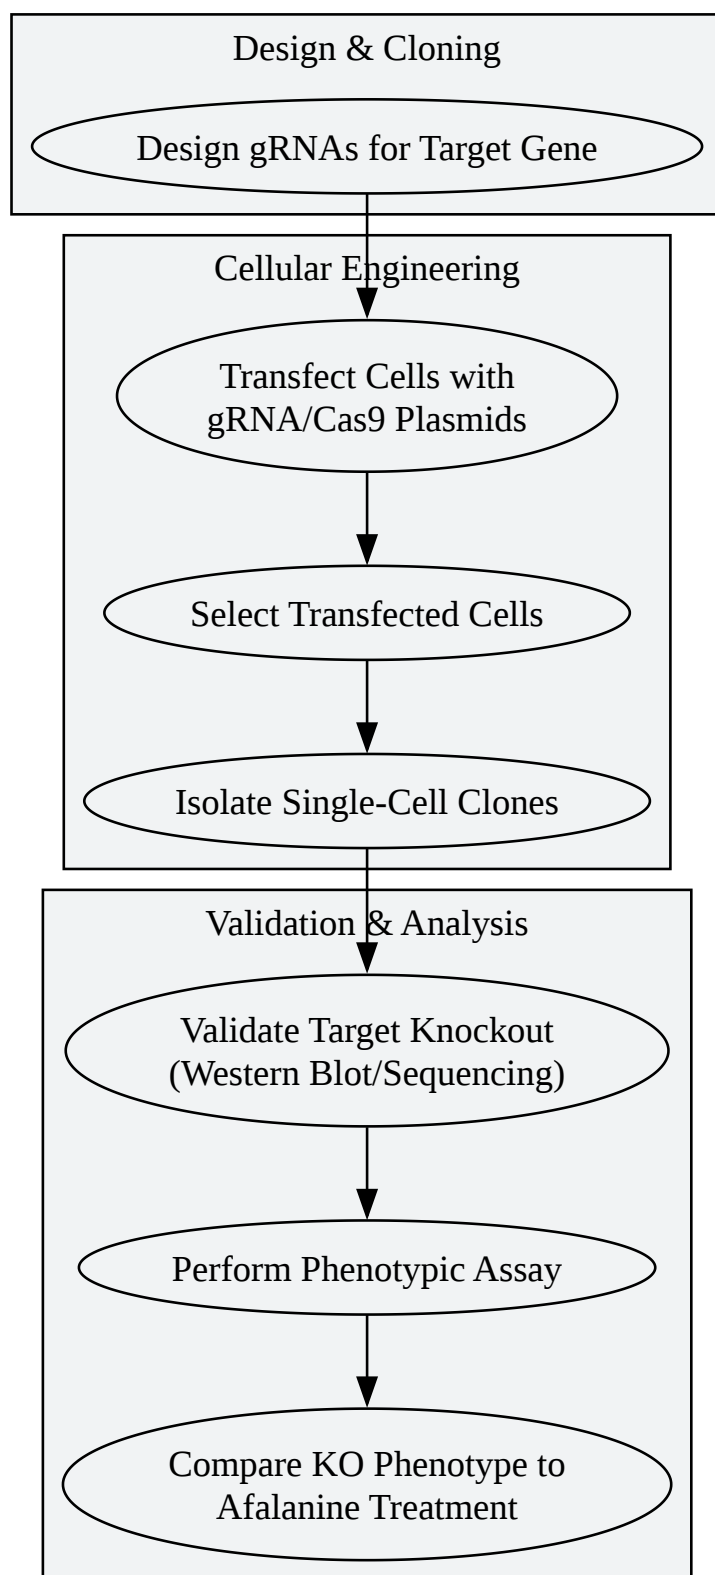 Design & Cloning
Design gRNAs for Target Gene
Cellular Engineering
Transfect Cells with
gRNA/Cas9 Plasmids
Select Transfected Cells
Isolate Single-Cell Clones
Validation & Analysis
Validate Target Knockout
(Western Blot/Sequencing)
Perform Phenotypic Assay
Compare KO Phenotype to
Afalanine Treatment